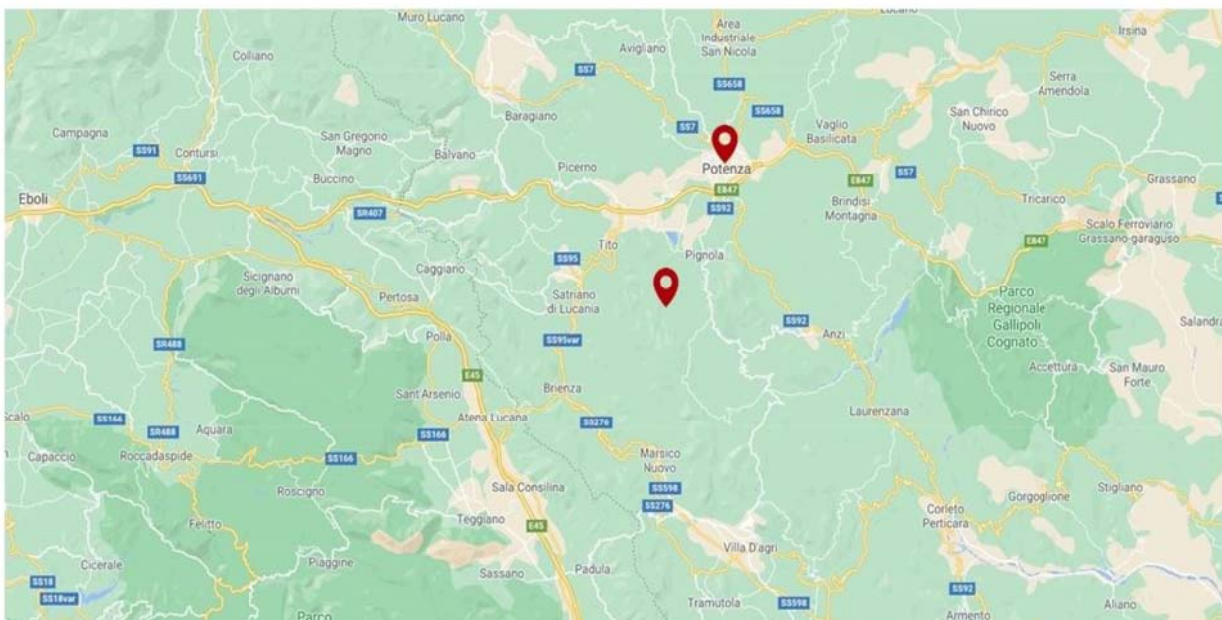 Muro Lucano
Area
Industriale
San Nicola
Irsina
Colliano
Avigliano
SS7
SS658
Serra
Amendola
SS658
Baragiano
San Chirico
Nuovo
Campagna
SS91
Contursi
San Gregorio
Magno
Balvano
SS7
Vaglio
Basilicata
SS691
Buccino
Picerno
Potenza
SS7
Grassano
Eboli
SR407
E847
SS92
E847
Brindisi
Montagna
Tricarico
Scalo Ferroviario
Grassano-garaguso
Tito
E847
Sicignano
degli Alburni
Caggiano
SS95
Pignola
Pertosa
Satriano
di Lucania
Parco
Regionale
Gallipoli
Cognato
Salandra
SS92
Anzi
Polla
SR488
SS95var
Accettura
San Mauro
Forte
E45
Sant'Arsenio
Brienza
Laurenzana
Scalo
SS166
Atena Lucana
SS276
Aquara
SR488
SS166
Capaccio
Roccadaspide
SS166
Marsico
Nuovo
Roscigno
Sala Consilina
SS598
SS276
Gorgoglione
Stigliano
Felitto
Teggiano
E45
Corleto
Perticara
Villa D'agri
Cicerale
Piaggine
Sassano
Padula
SS18
SS18var
Tramutola
SS598
SS92
Aliano
Parco
Armento